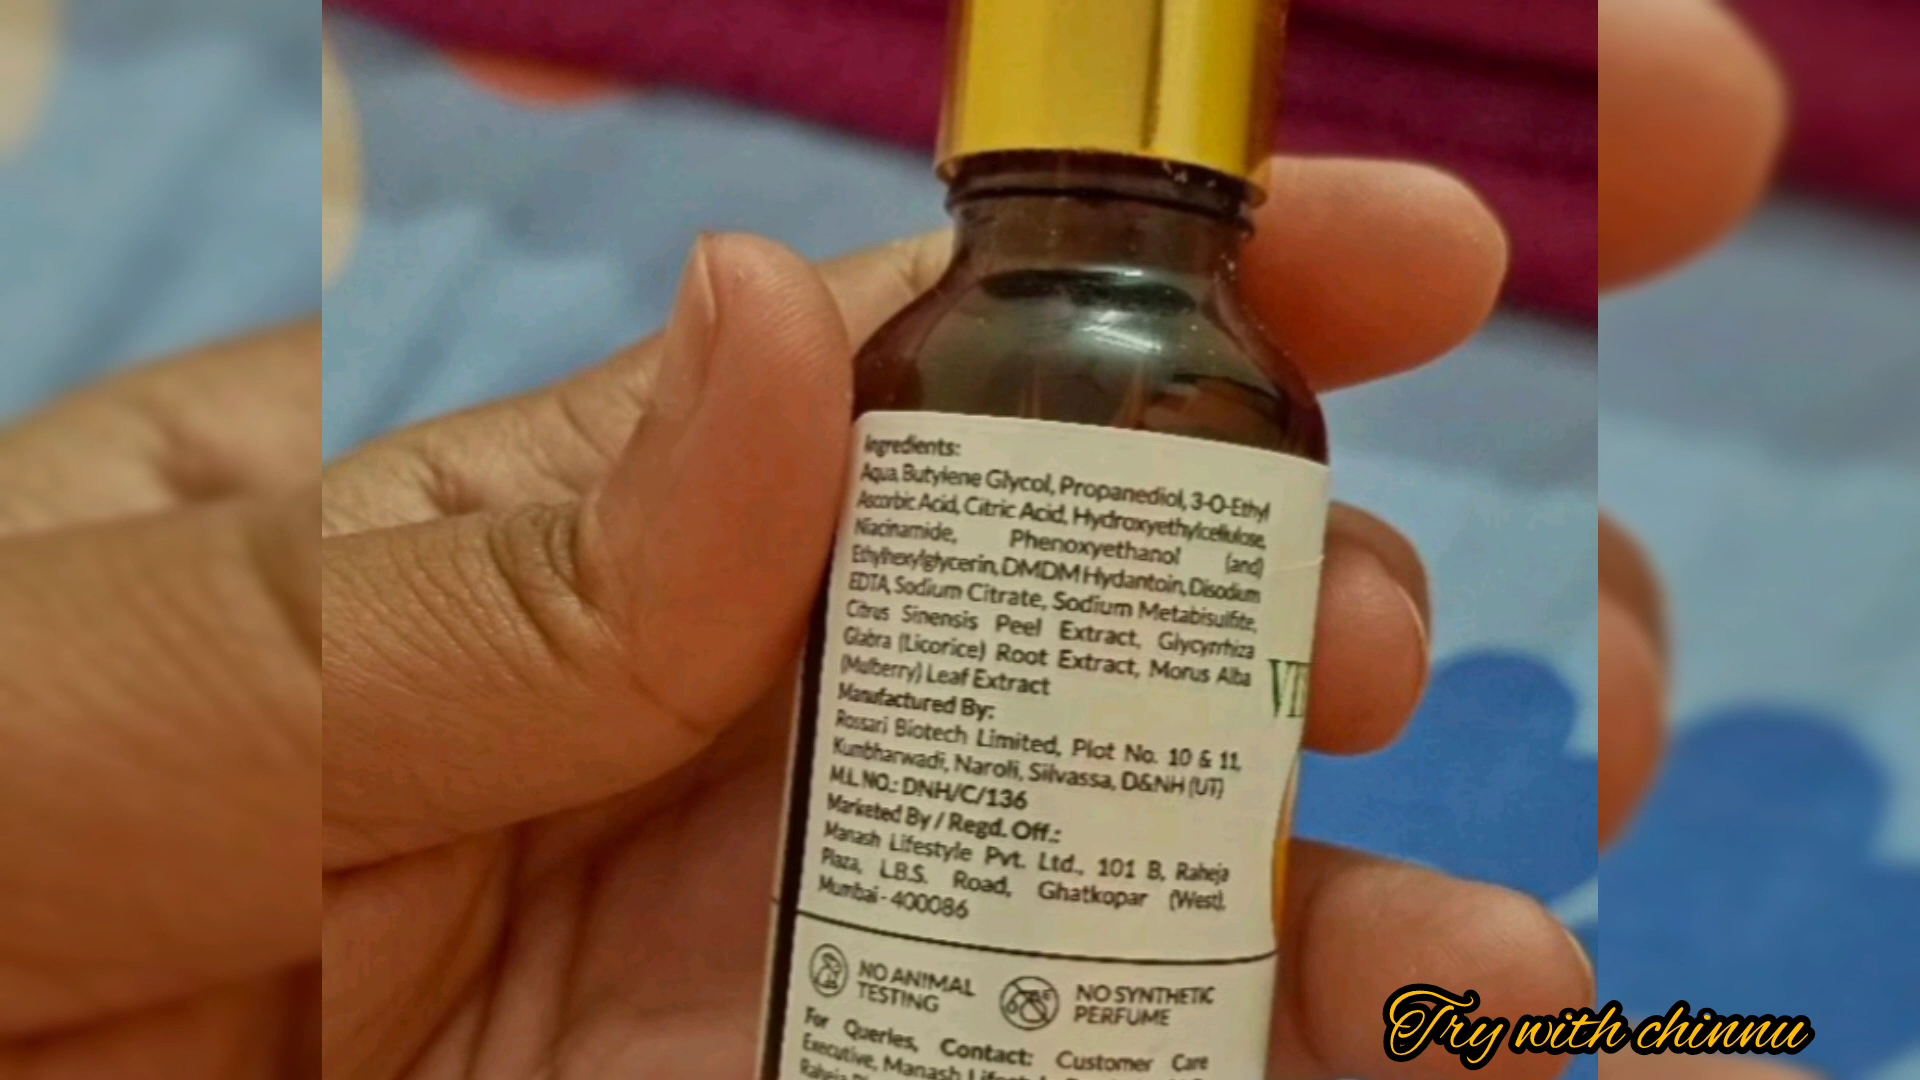 Ingredients:
Aqua, Butylene Glycol, Propanediol, 3-O-Ethyl
Ascorbic Acid, Citric Acid, Hydroxyethylcellulose,
Niacinamide, Phenoxyethanol (and)
Ethylhexylglycerin, DMDM Hydantoin, Disodium
EDTA, Sodium Citrate, Sodium Metabisulfite,
Citrus Sinensis Peel Extract, Glycyrrhiza
Glabra (Licorice) Root Extract, Morus Alba
(Mulberry) Leaf Extract
Manufactured By:
Rossari Biotech Limited, Plot No. 10 & 11,
Kumbharwadi, Naroli, Silvassa, D&NH (UT)
M.L NO.: DNH/C/136
Marketed By / Regd. Off.:
Manash Lifestyle Pvt. Ltd., 101 B, Raheja
Plaza, L.B.S. Road, Ghatkopar (West),
Mumbai - 400086
NO ANIMAL
TESTING
NO SYNTHETIC
PERFUME
For Queries, Contact: Customer Care
Executive, Manash
Raheja
Try with chinnu